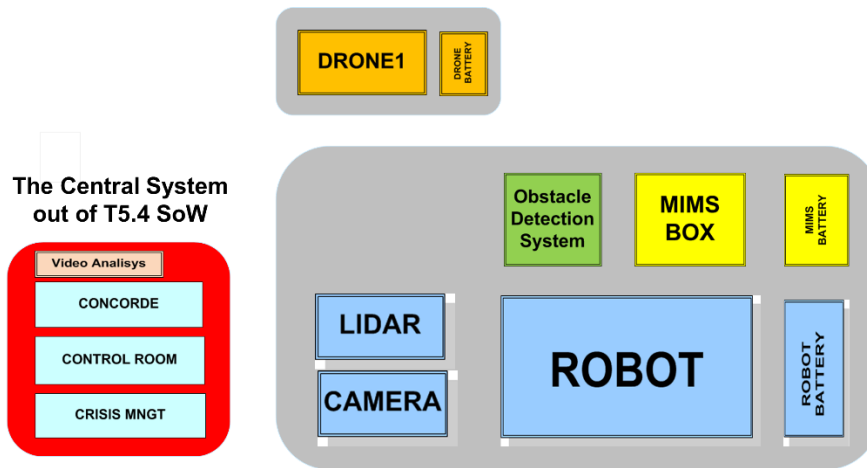 DRONE1
DRONE
BATTERY
The Central System
out of T5.4 SoW
Video Analisys
CONCORDE
CONTROL ROOM
CRISIS MNGT
Obstacle
Detection
System
MIMS
BOX
MIMS
BATTERY
LIDAR
CAMERA
ROBOT
ROBOT
BATTERY